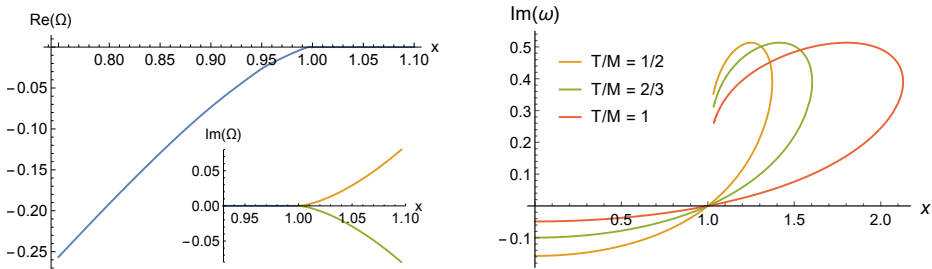 Re(Ω)
x
0.80 0.85 0.90 0.95 1.00 1.05 1.10
-0.05
-0.10
-0.15
-0.20
-0.25
Im(Ω)
0.05
0.00
-0.05
0.95 1.00 1.05 1.10
x
Im(ω)
0.5
0.4
0.3
0.2
0.1
-0.1
T/M = 1/2
T/M = 2/3
T/M = 1
0.5 1.0 1.5 2.0
x